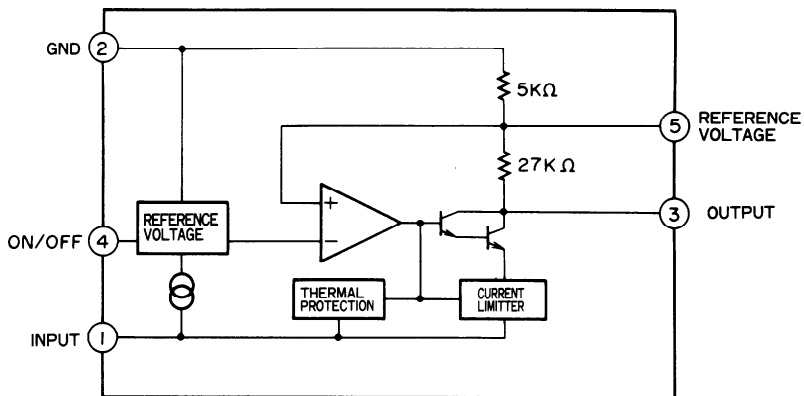 GND 2
5KΩ
5 REFERENCE
VOLTAGE
27KΩ
+
3 OUTPUT
REFERENCE
VOLTAGE
ON/OFF 4
−
THERMAL
PROTECTION
CURRENT
LIMITTER
INPUT 1